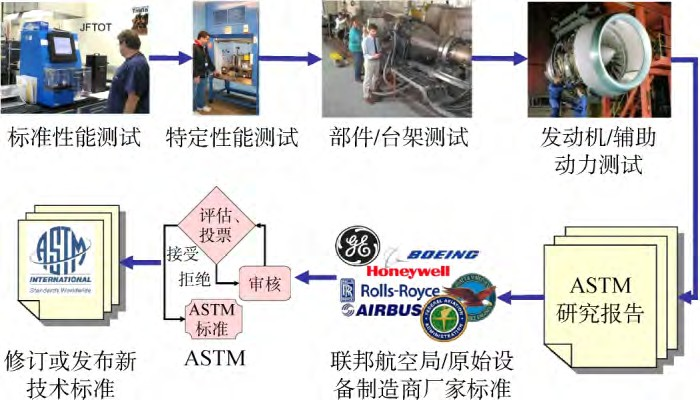 JFTOT
标准性能测试
特定性能测试
部件/台架测试
发动机/辅助
动力测试
ASTM
INTERNATIONAL
Standards Worldwide
修订或发布新
技术标准
评估、
投票
接受
拒绝
审核
ASTM
标准
ASTM
GE
BOEING
Honeywell
Rolls-Royce
AIRBUS
联邦航空局/原始设
备制造商厂家标准
ASTM
研究报告